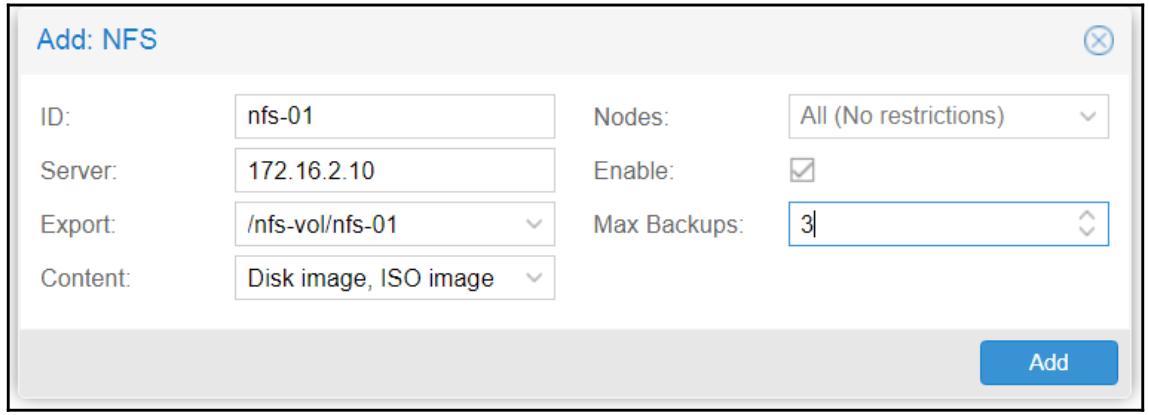 Add: NFS
ID: nfs-01 Nodes: All (No restrictions)
Server: 172.16.2.10 Enable:
Export: /nfs-vol/nfs-01 Max Backups: 3
Content: Disk image, ISO image
Add